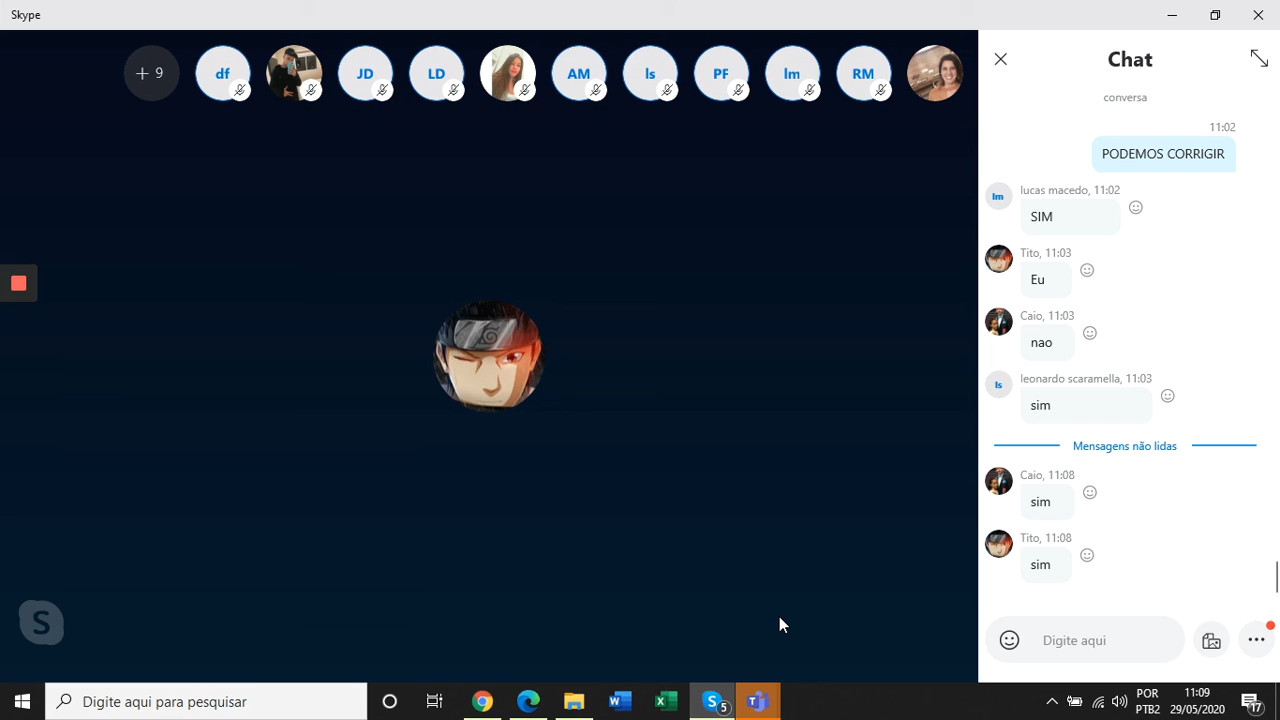 Skype
+ 9
df
JD
LD
AM
ls
PF
lm
RM
Chat
conversa
11:02
PODEMOS CORRIGIR
lm
lucas macedo, 11:02
SIM
Tito, 11:03
Eu
Caio, 11:03
nao
ls
leonardo scaramella, 11:03
sim
Mensagens não lidas
Caio, 11:08
sim
Tito, 11:08
sim
S
Digite aqui
Digite aqui para pesquisar
W
X
S
5
T
POR
PTB2
11:09
29/05/2020
17